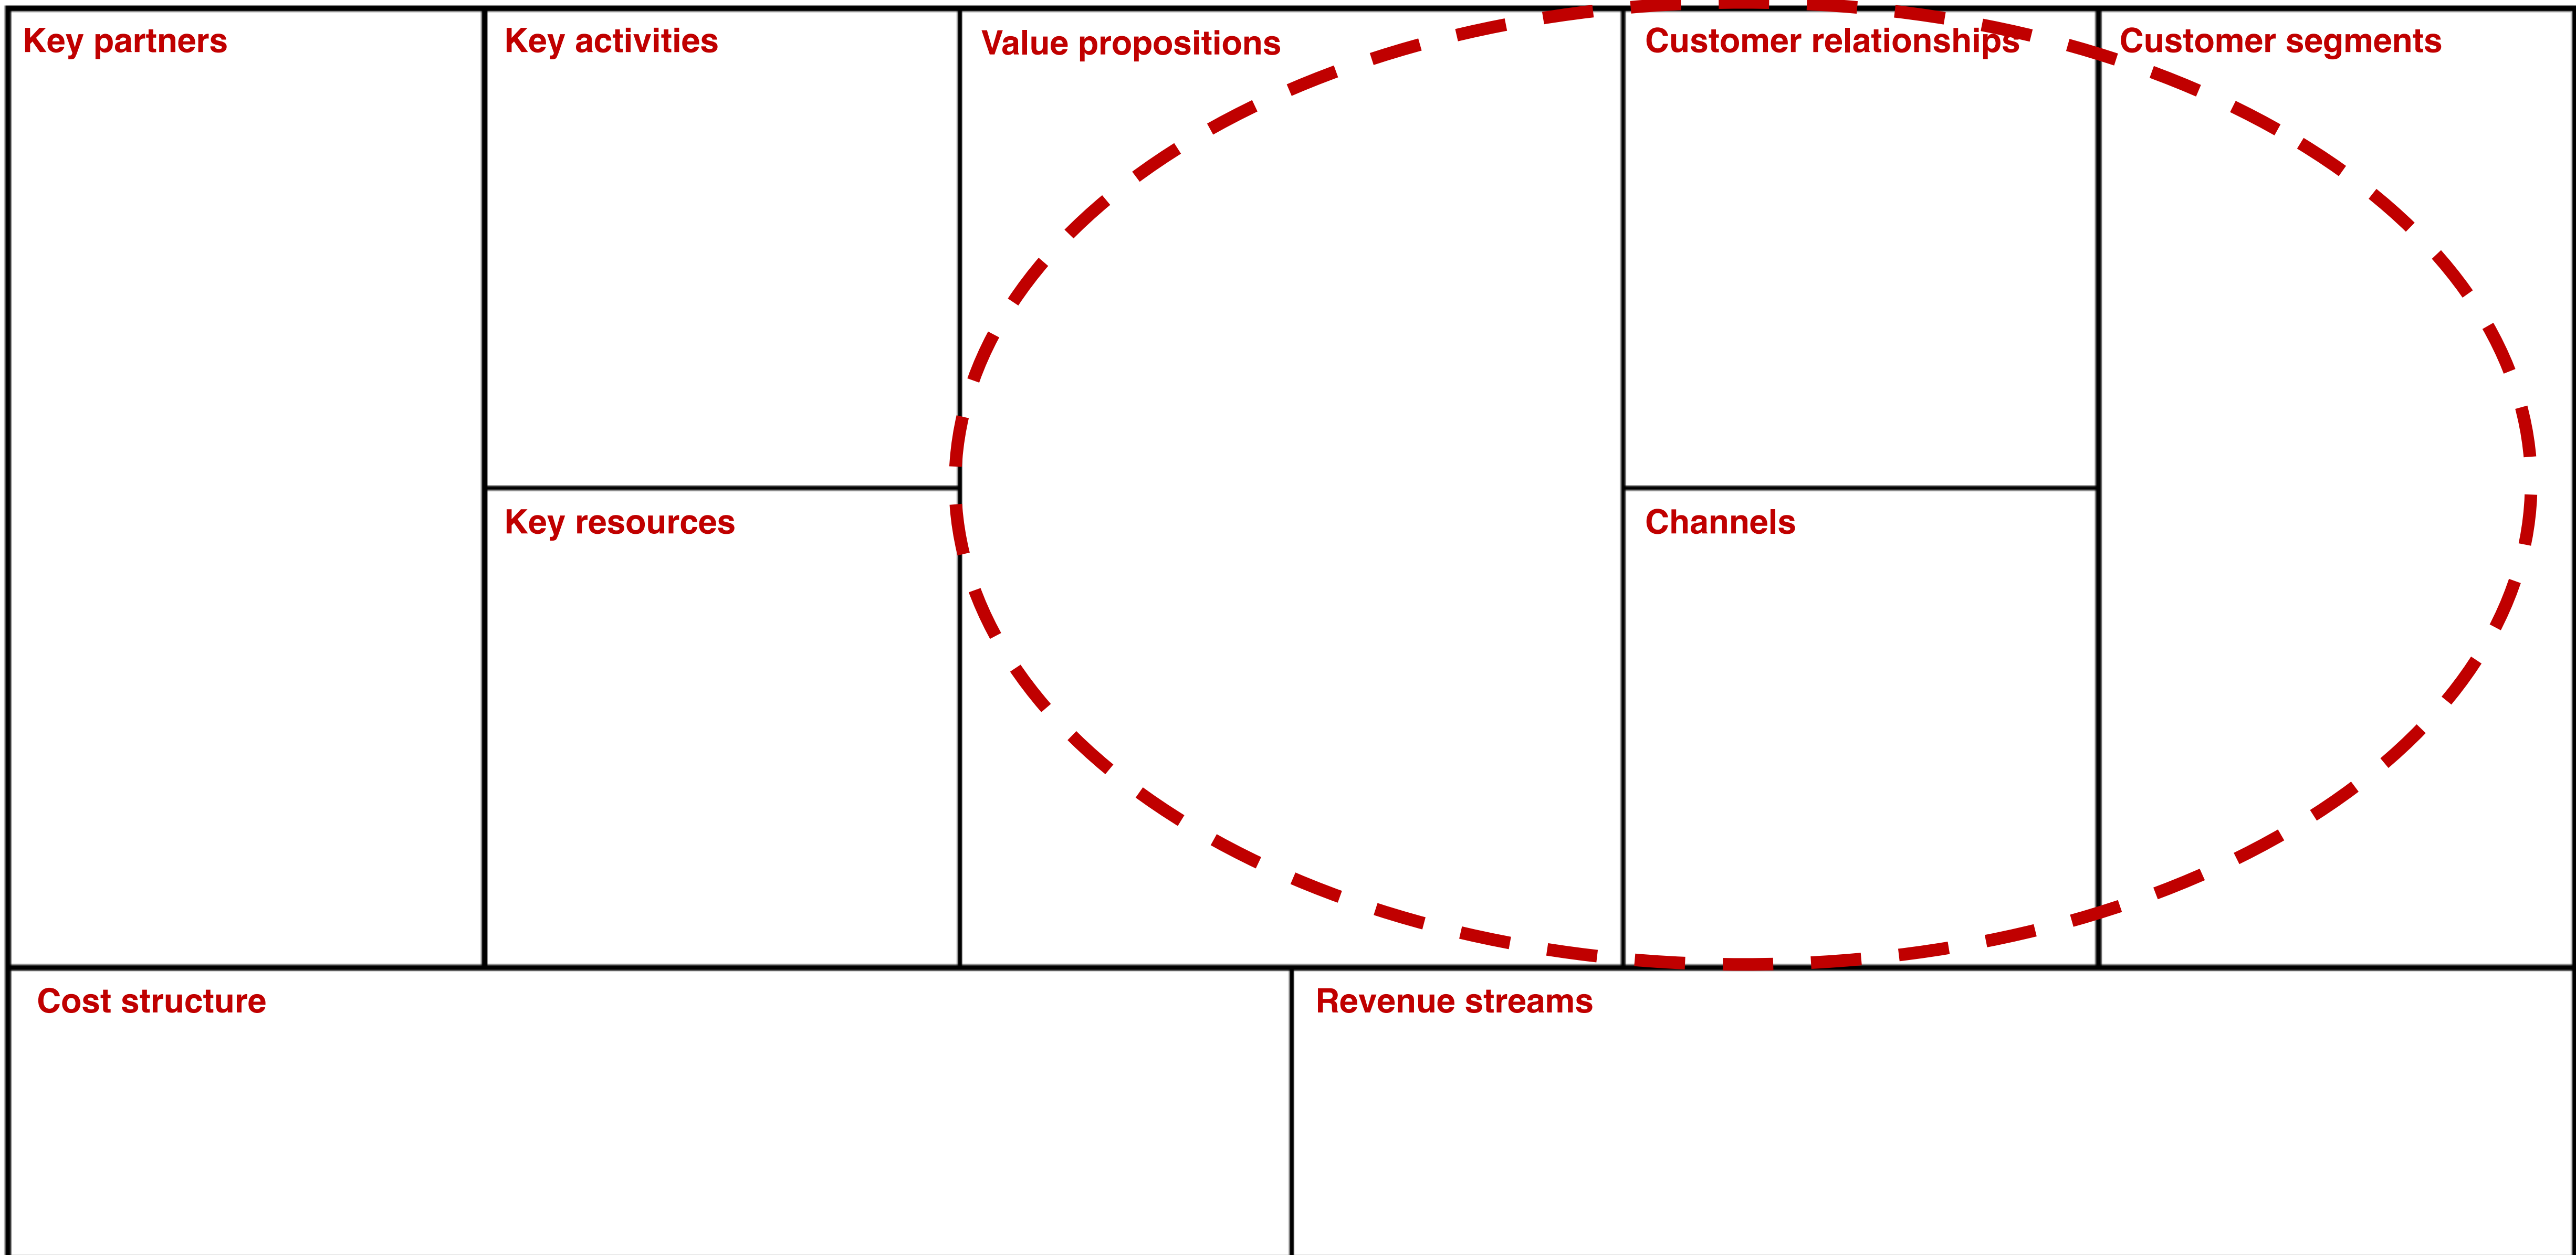 Key partners
Key activities
Value propositions
Customer relationships
Customer segments
Key resources
Channels
Cost structure
Revenue streams